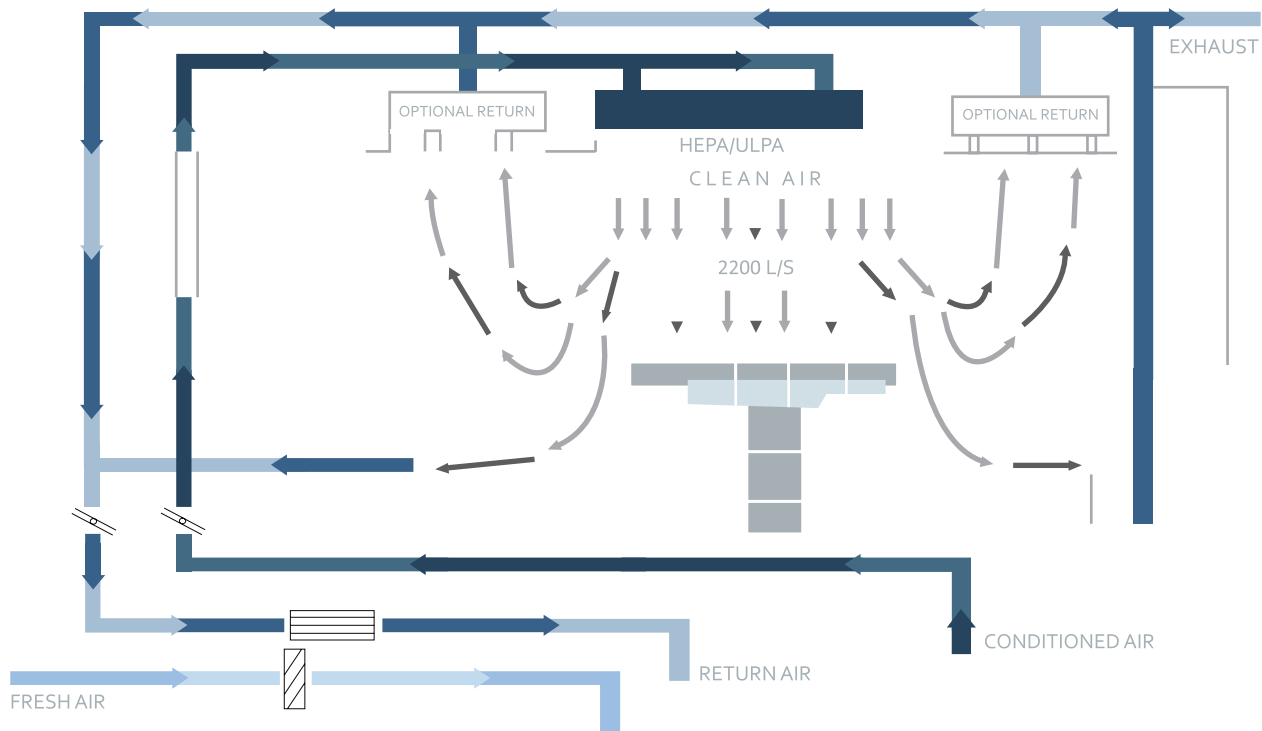 EXHAUST
OPTIONAL RETURN
OPTIONAL RETURN
HEPA/ULPA
CLEAN AIR
2200 L/S
CONDITIONED AIR
RETURN AIR
FRESH AIR